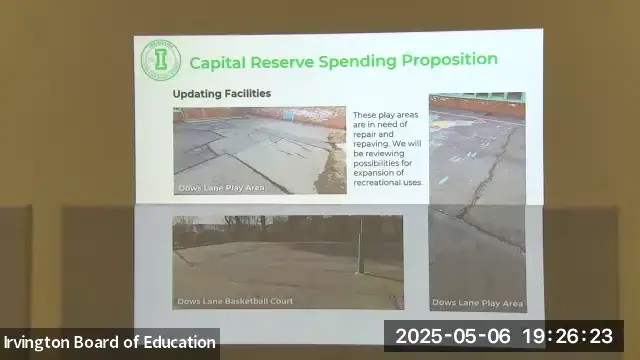 I
Capital Reserve Spending Proposition
Updating Facilities
These play areas
are in need of
repair and
repaving. We will
be reviewing
possibilities for
expansion of
recreational uses.
Dows Lane Play Area
Dows Lane Basketball Court
Dows Lane Play Area
Irvington Board of Education
2025-05-06 19:26:23